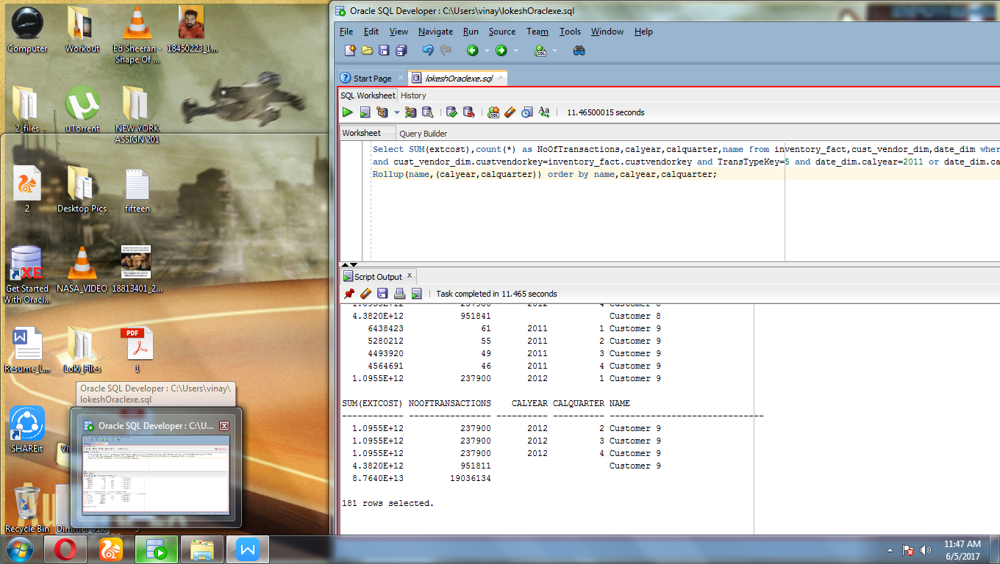 Computer
Workout
Ed Sheeran -
Shape Of ...
18450223_1...
2_files
uTorrent
NEW YORK
ASSIGN 201
2
Desktop Pics
fifteen
XE
Get Started
With Oracl...
NASA_VIDEO
18813401_2...
Resume_L...
Loki_Files
PDF
1
Oracle SQL Developer : C:\Users\vinay\
lokeshOraclexe.sql
SHAREit
Oracle SQL Developer : C:\U...
Recycle Bin
Oracle SQL Developer : C:\Users\vinay\lokeshOraclexe.sql
File Edit View Navigate Run Source Team Tools Window Help
Start Page
lokeshOraclexe.sql
SQL Worksheet History
11.46500015 seconds
Worksheet Query Builder
Select SUM(extcost),count(*) as NoOfTransactions,calyear,calquarter,name from inventory_fact,cust_vendor_dim,date_dim wher
and cust_vendor_dim.custvendorkey=inventory_fact.custvendorkey and TransTypeKey=5 and date_dim.calyear=2011 or date_dim.ca
Rollup(name,(calyear,calquarter)) order by name,calyear,calquarter;
Script Output
Task completed in 11.465 seconds
1.0955E+12 237900 2012 4 Customer 8
4.3820E+12 951841 Customer 8
6438423 61 2011 1 Customer 9
5280212 55 2011 2 Customer 9
4493920 49 2011 3 Customer 9
4564691 46 2011 4 Customer 9
1.0955E+12 237900 2012 1 Customer 9
SUM(EXTCOST) NOOFTRANSACTIONS CALYEAR CALQUARTER NAME
1.0955E+12 237900 2012 2 Customer 9
1.0955E+12 237900 2012 3 Customer 9
1.0955E+12 237900 2012 4 Customer 9
4.3820E+12 951811 Customer 9
8.7640E+13 19036134
181 rows selected.
11:47 AM
6/5/2017